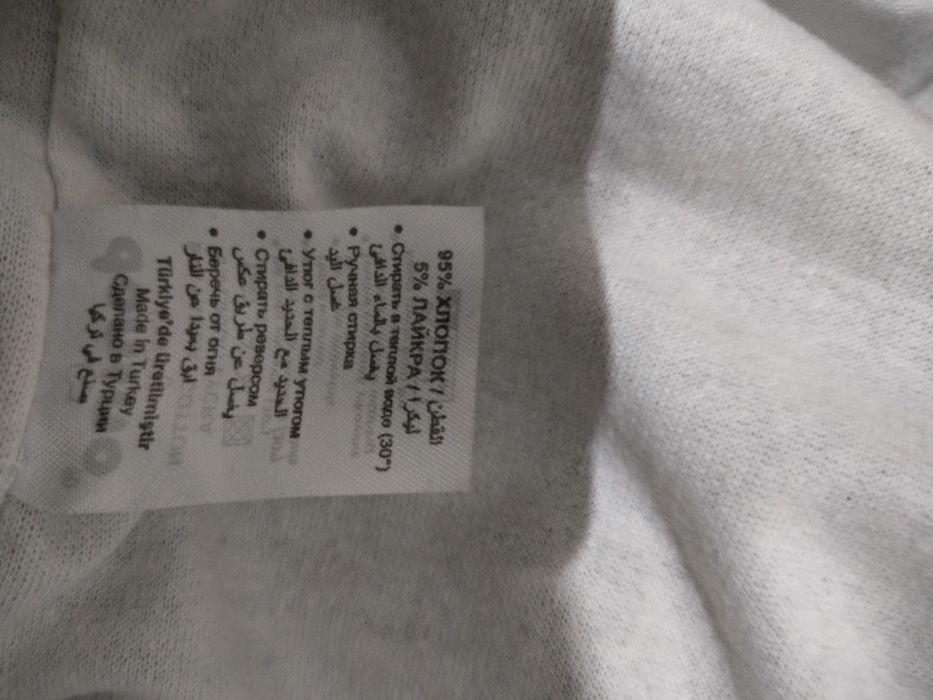 95% ХЛОПОК / القطن
5% ЛАЙКРА / ليكرا
• Стирать в теплой воде (30°)
يغسل بالماء الدافئ
• Ручная стирка
غسل اليد
• Утюг с теплым утюгом
الحديد مع الحديد الدافئ
• Стирать реверсом
يغسل عن طريق عكس
• Беречь от огня
ابق بعيدا عن النار
Türkiye'de Üretilmiştir
Made in Turkey
Сделано в Турции
صنع في تركيا